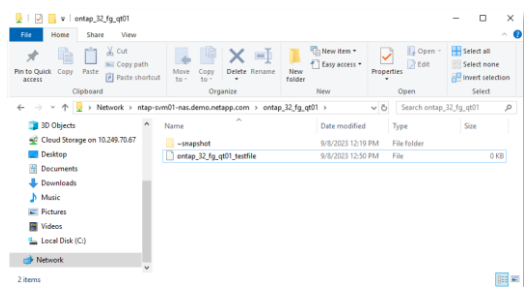 ontap_32_fg_qt01
File Home Share View
Pin to Quick access
Copy
Paste
Cut
Copy path
Paste shortcut
Clipboard
Move to
Copy to
Delete
Rename
Organize
New folder
New item
Easy access
New
Properties
Open
Edit
Open
Select all
Select none
Invert selection
Select
Network > ntap-svm01-nas.demo.netapp.com > ontap_32_fg_qt01 >
Search ontap_32_fg_qt01
3D Objects
Cloud Storage on 10.249.70.67
Desktop
Documents
Downloads
Music
Pictures
Videos
Local Disk (C:)
Network
Name Date modified Type Size
~snapshot 9/8/2023 12:19 PM File folder
ontap_32_fg_qt01_testfile 9/8/2023 12:50 PM File 0 KB
2 items